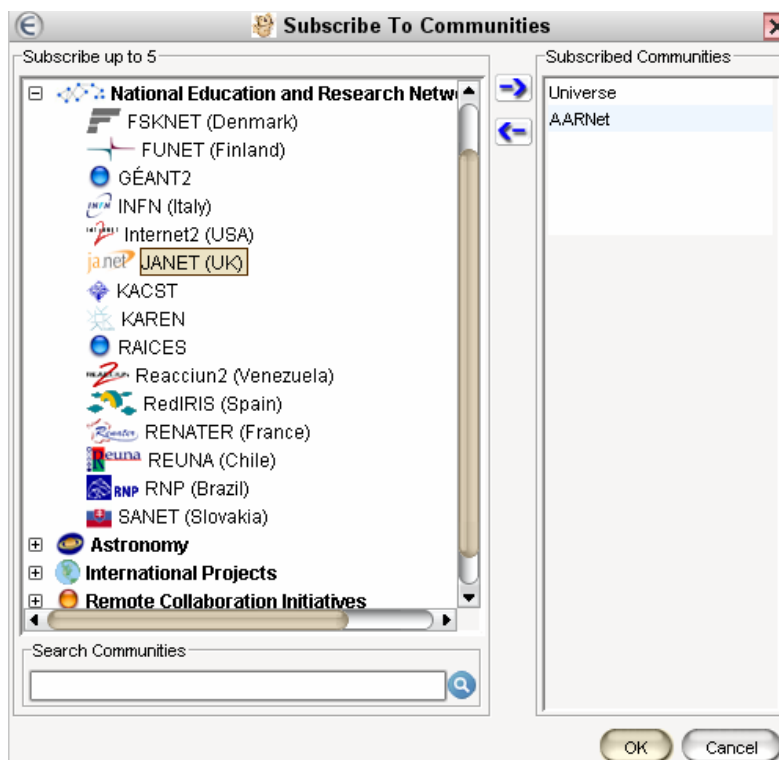 Subscribe To Communities
Subscribe up to 5
National Education and Research Netw
FSKNET (Denmark)
FUNET (Finland)
GÉANT2
INFN INFN (Italy)
Internet2 (USA)
ja.net JANET (UK)
KACST
KAREN
RAICES
Reacciun2 (Venezuela)
RedIRIS (Spain)
Renater RENATER (France)
Reuna REUNA (Chile)
RNP RNP (Brazil)
SANET (Slovakia)
Astronomy
International Projects
Remote Collaboration Initiatives
Search Communities
Subscribed Communities
Universe
AARNet
OK
Cancel